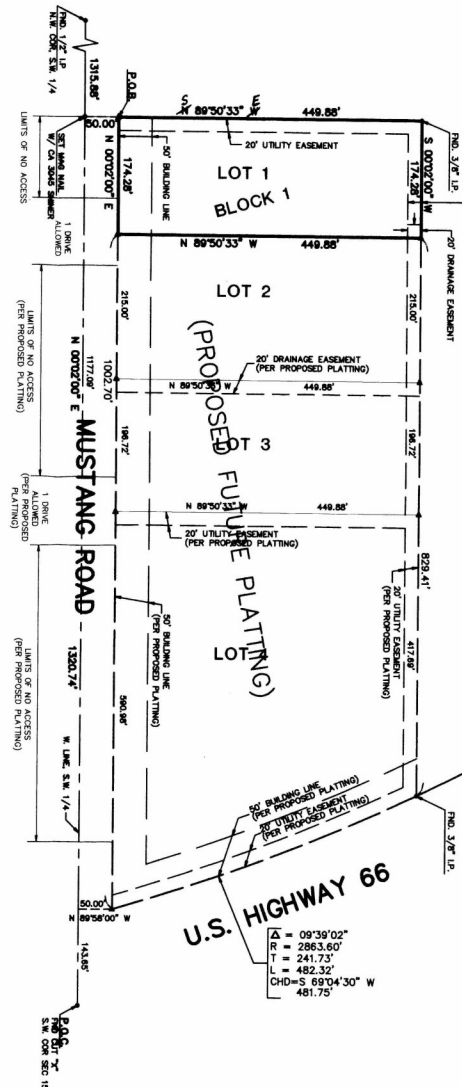 FND. 1/2" I.P.
N.W. COR, S.W. 1/4
1315.88'
P.O.B.
50.00'
S 89°50'33" E
449.88'
FND. 3/8" I.P.
20' UTILITY EASEMENT
LIMITS OF NO ACCESS
SET MAG NAIL
W/ CA 3045 SHINER
N 00°02'00" E
174.28'
50' BUILDING LINE
LOT 1
BLOCK 1
S 00°02'00" W
174.28'
20' DRAINAGE EASEMENT
N 89°50'33" W
449.88'
1 DRIVE
ALLOWED
LOT 2
215.00'
215.00'
LIMITS OF NO ACCESS
(PER PROPOSED PLATTING)
1177.09'
N 00°02'00" E
1002.70'
(PROPOSED FUTURE PLATTING)
20' DRAINAGE EASEMENT
(PER PROPOSED PLATTING)
N 89°50'33" W
449.88'
MUSTANG ROAD
196.72'
LOT 3
196.72'
1 DRIVE
ALLOWED
(PER PROPOSED
PLATTING)
N 89°50'33" W
449.88'
20' UTILITY EASEMENT
(PER PROPOSED PLATTING)
829.41'
20' UTILITY EASEMENT
(PER PROPOSED PLATTING)
417.69'
50' BUILDING LINE
(PER PROPOSED PLATTING)
LOT 4
LIMITS OF NO ACCESS
(PER PROPOSED PLATTING)
1320.74'
590.98'
W. LINE, S.W. 1/4
50' BUILDING LINE
(PER PROPOSED PLATTING)
20' UTILITY EASEMENT
(PER PROPOSED PLATTING)
FND. 3/8" I.P.
50.00'
N 89°58'00" W
U.S. HIGHWAY 66
Δ = 09°39'02"
R = 2863.60'
T = 241.73'
L = 482.32'
CHD=S 69°04'30" W
481.75'
143.65'
P.O.C.
FND CUT "X"
S.W. COR SEC 15